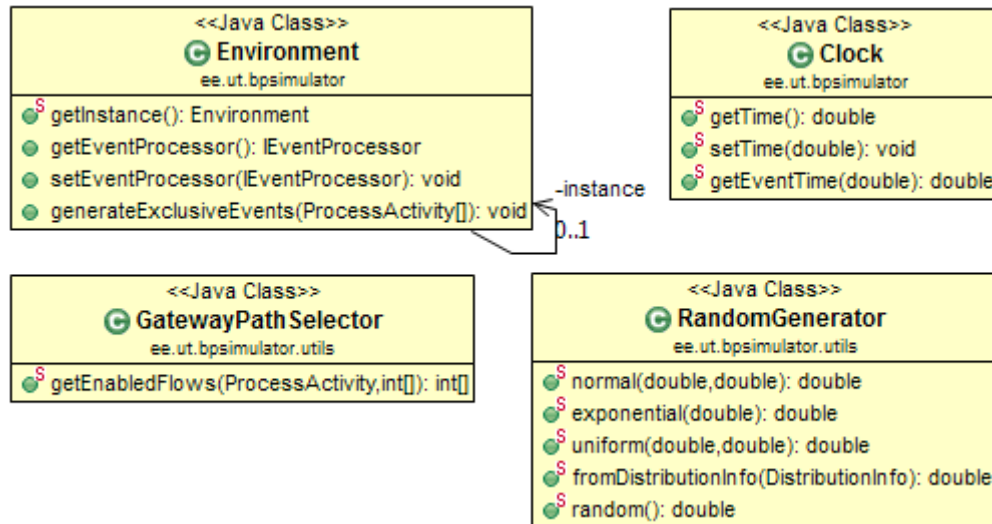 <<Java Class>>
C Environment
ee.ut.bpsimulator
S getInstance(): Environment
getEventProcessor(): IEventProcessor
setEventProcessor(IEventProcessor): void
generateExclusiveEvents(ProcessActivity[]): void
-instance
0..1
<<Java Class>>
C Clock
ee.ut.bpsimulator
S getTime(): double
S setTime(double): void
S getEventTime(double): double
<<Java Class>>
C GatewayPathSelector
ee.ut.bpsimulator.utils
S getEnabledFlows(ProcessActivity,int[]): int[]
<<Java Class>>
C RandomGenerator
ee.ut.bpsimulator.utils
S normal(double,double): double
S exponential(double): double
S uniform(double,double): double
S fromDistributionInfo(DistributionInfo): double
S random(): double